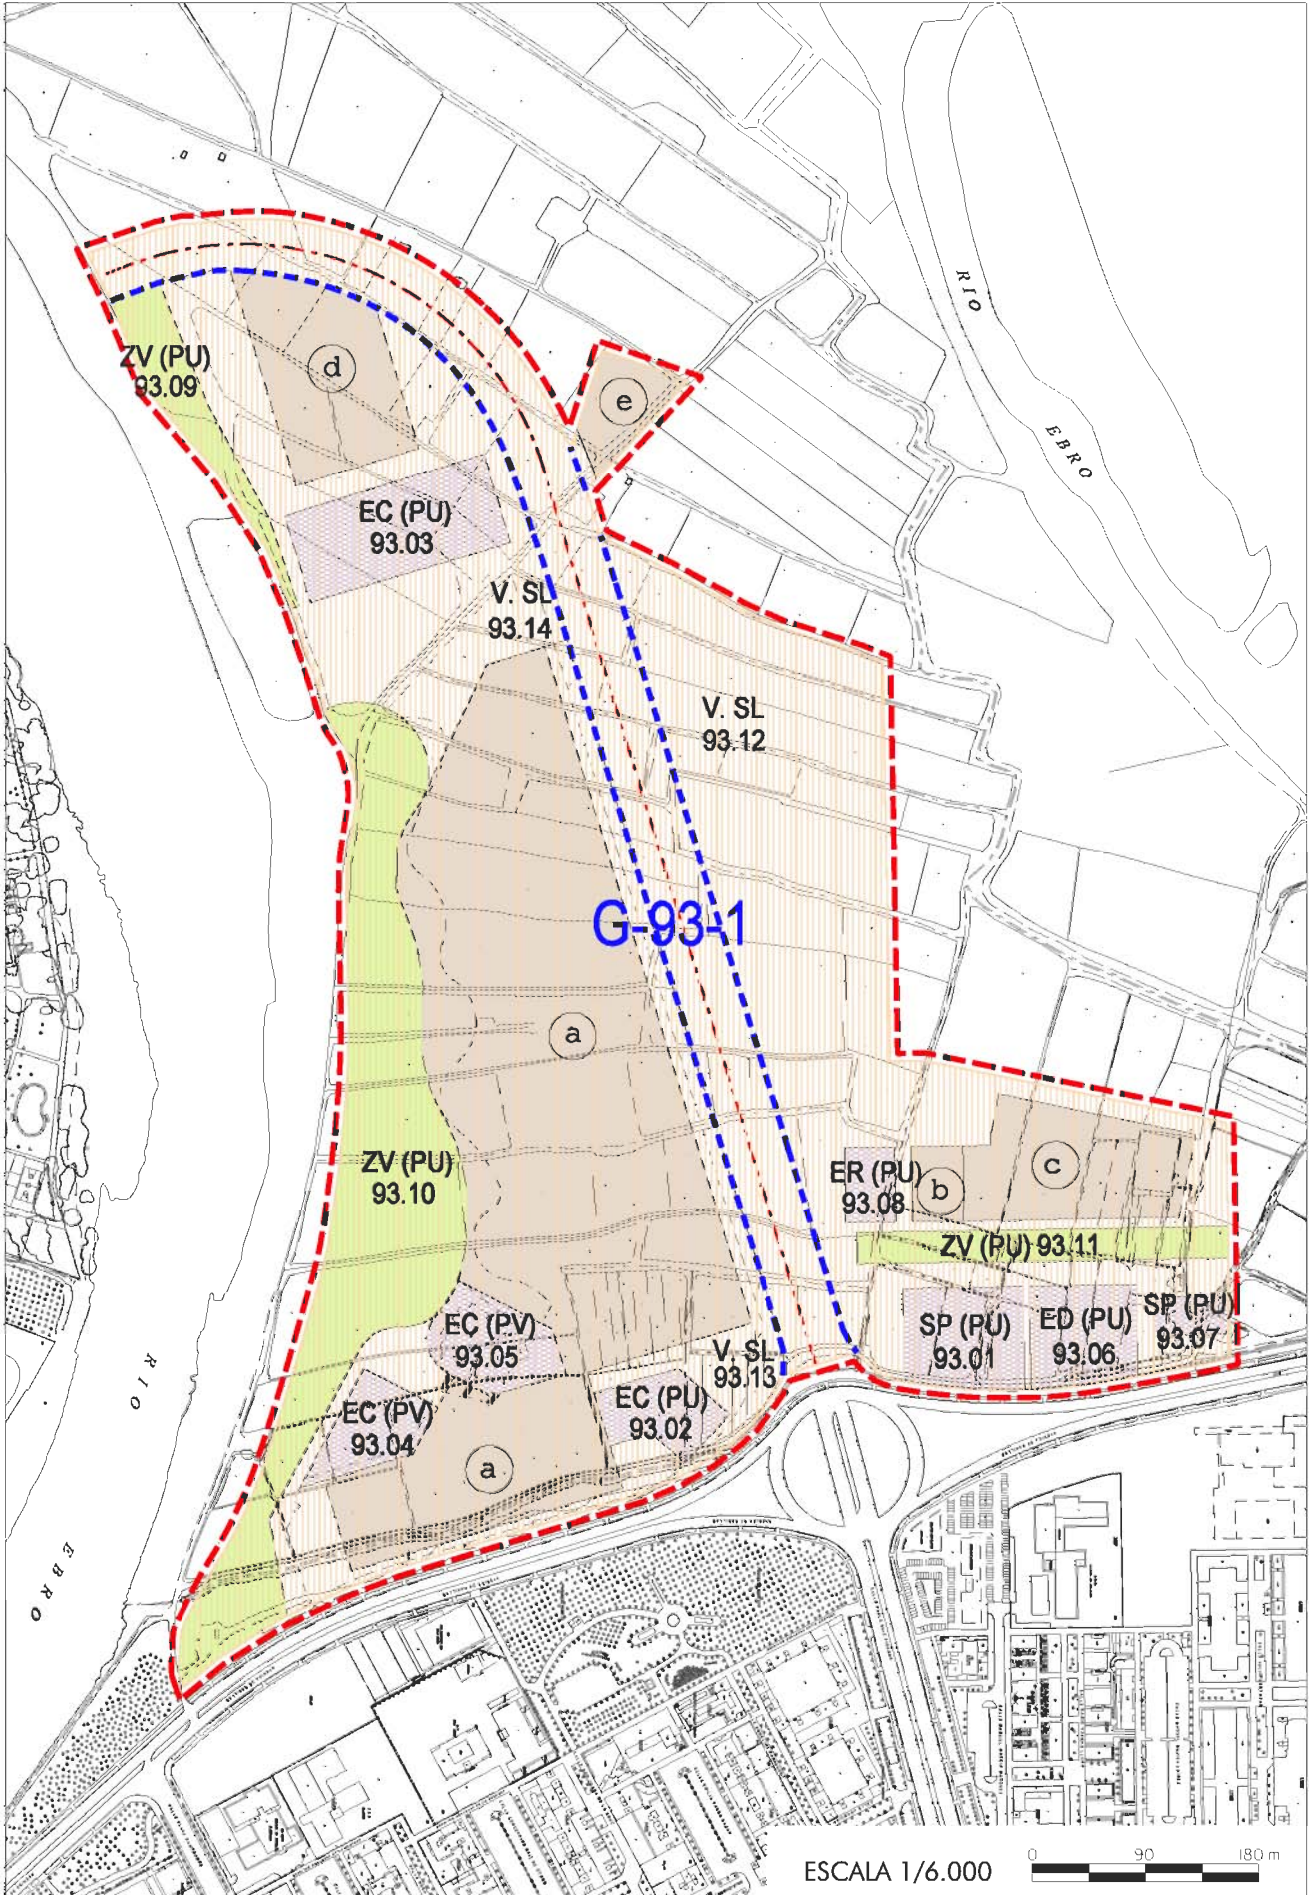 RIO
EBRO
ZV (PU)
93.09
d
e
EC (PU)
93.03
V. SL
93.14
V. SL
93.12
G-93-1
a
ZV (PU)
93.10
ER (PU)
93.08
b
c
ZV (PU) 93.11
EC (PV)
93.05
V. SL
93.13
SP (PU)
93.01
ED (PU)
93.06
SP (PU)
93.07
EC (PV)
93.04
EC (PU)
93.02
a
RIO
EBRO
ESCALA 1/6.000
0 90 180 m